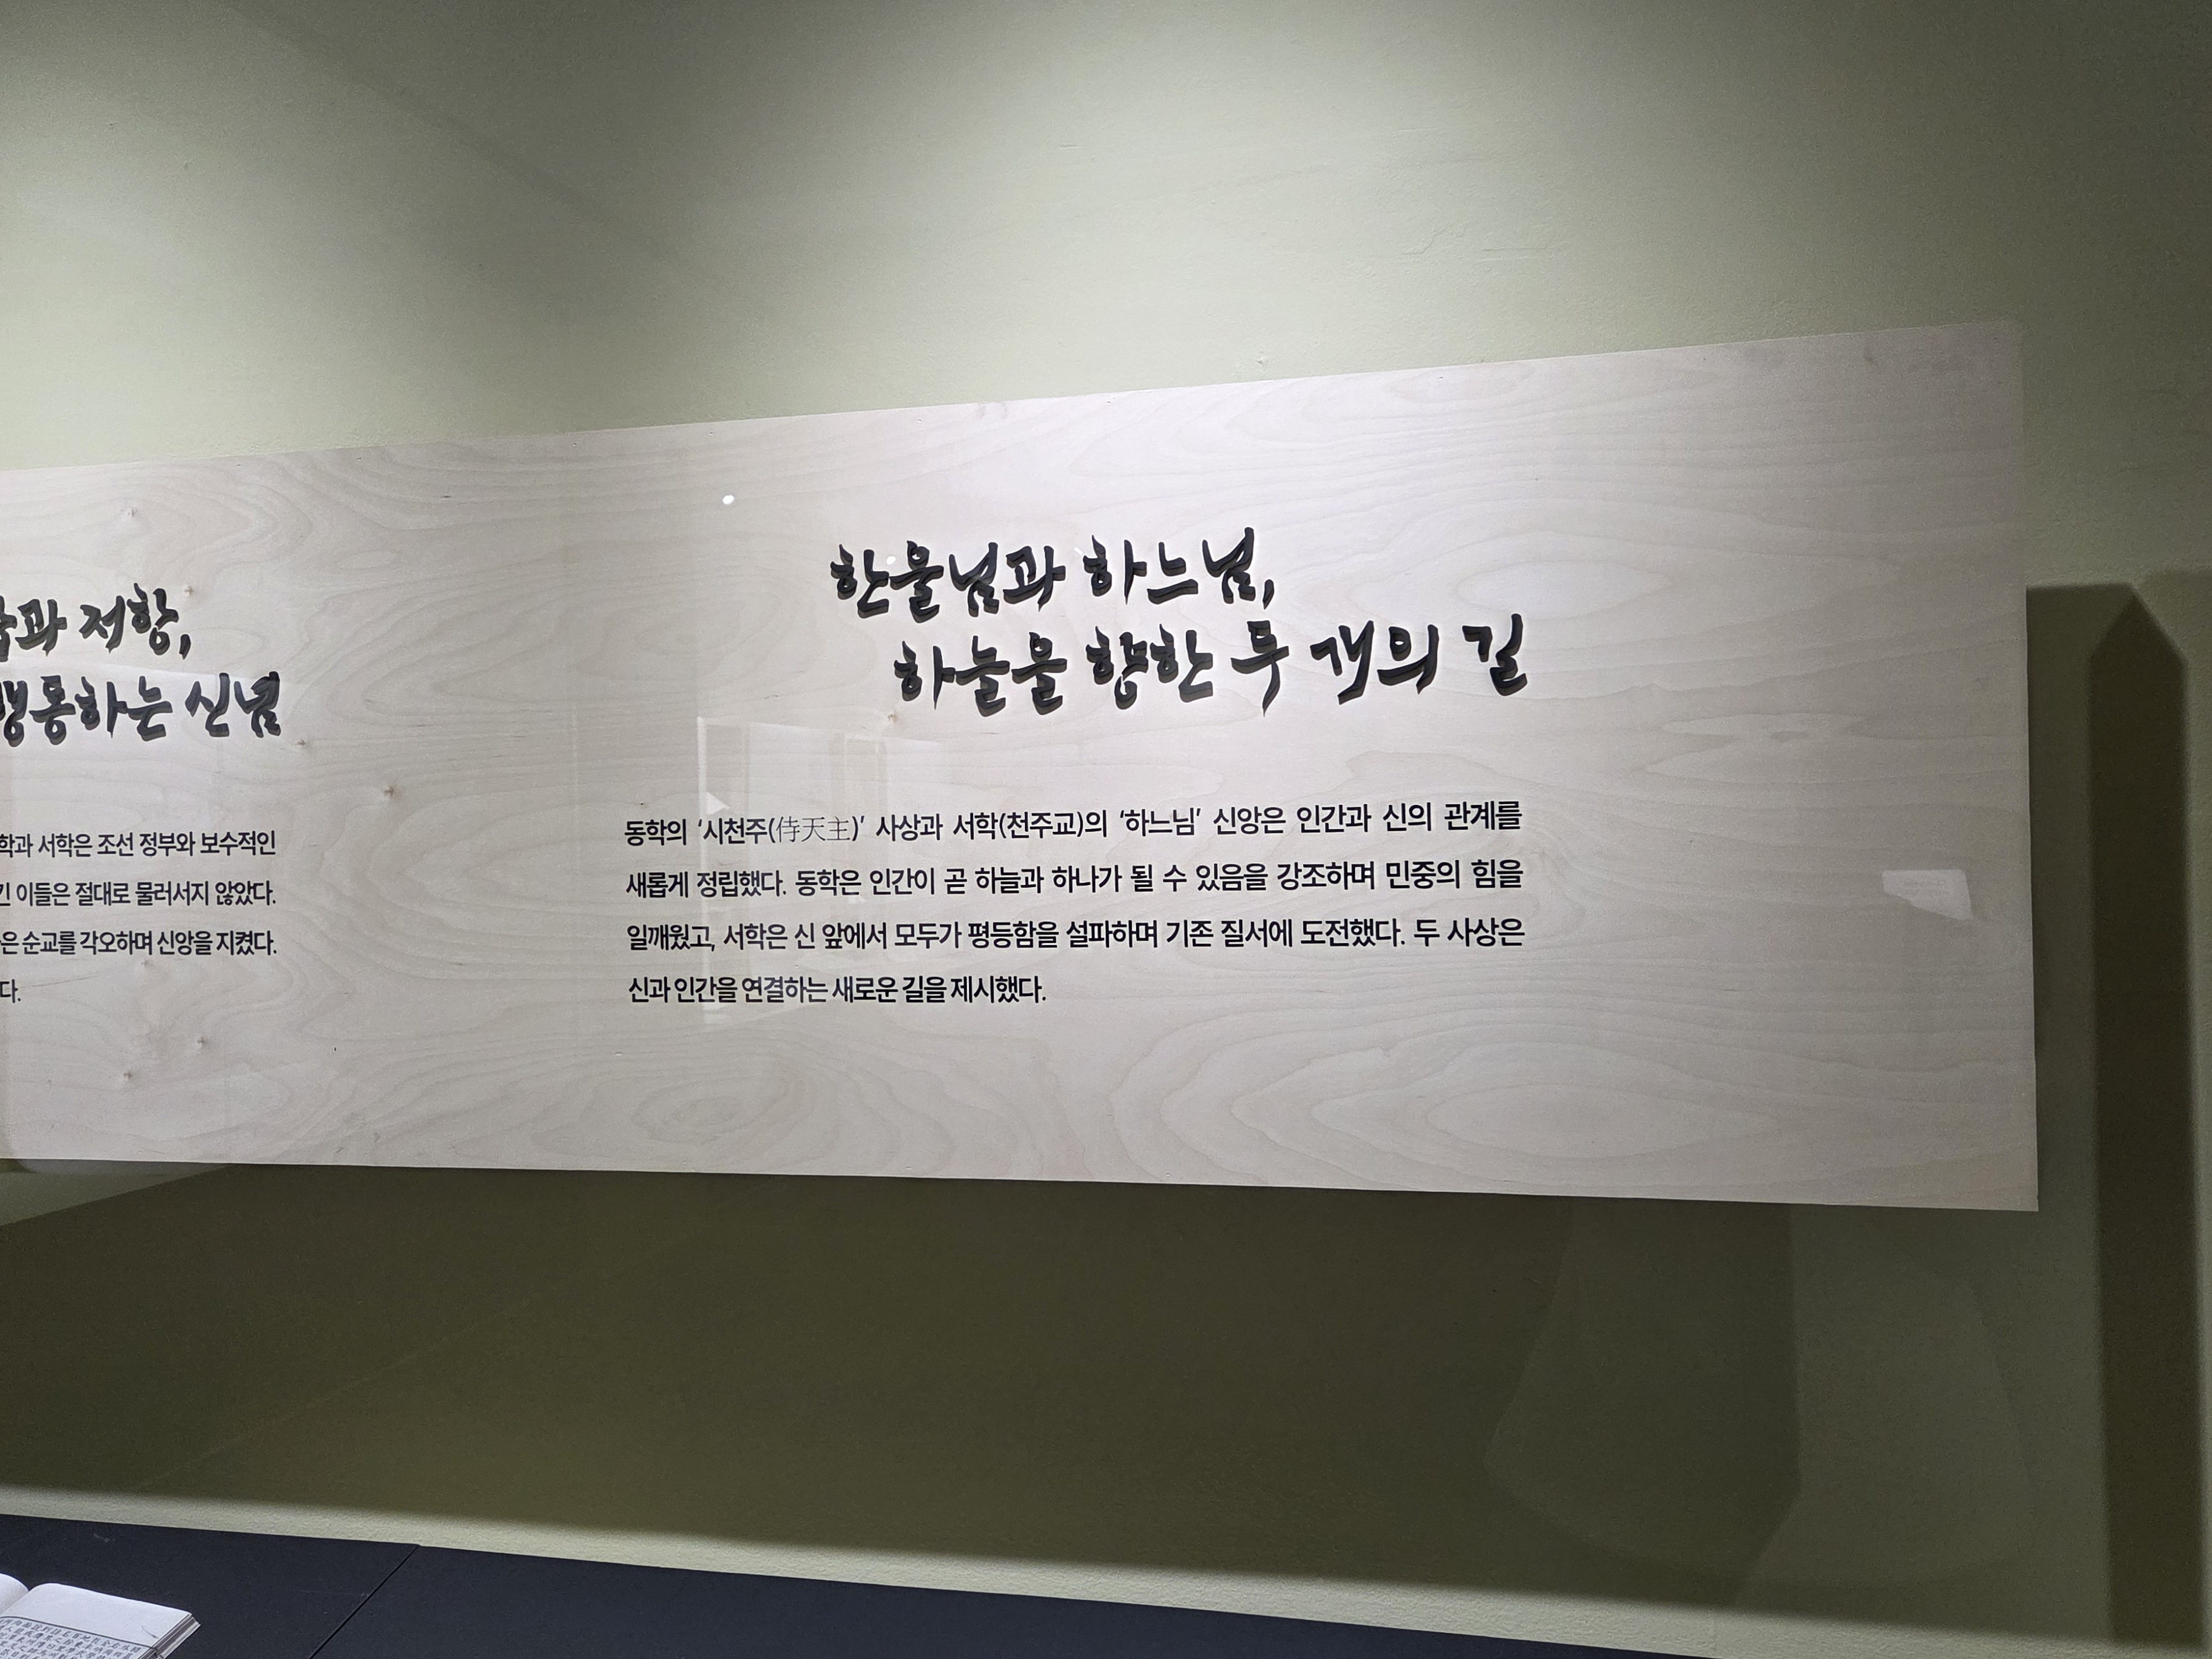 저항,
하는 신념
서학은 조선 정부와 보수적인
이들은 절대로 물러서지 않았다.
순교를 각오하며 신앙을 지켰다.
다.
한울님과 하느님,
하늘을 향한 두 개의 길
동학의 '시천주(侍天主)' 사상과 서학(천주교)의 '하느님' 신앙은 인간과 신의 관계를
새롭게 정립했다. 동학은 인간이 곧 하늘과 하나가 될 수 있음을 강조하며 민중의 힘을
일깨웠고, 서학은 신 앞에서 모두가 평등함을 설파하며 기존 질서에 도전했다. 두 사상은
신과 인간을 연결하는 새로운 길을 제시했다.